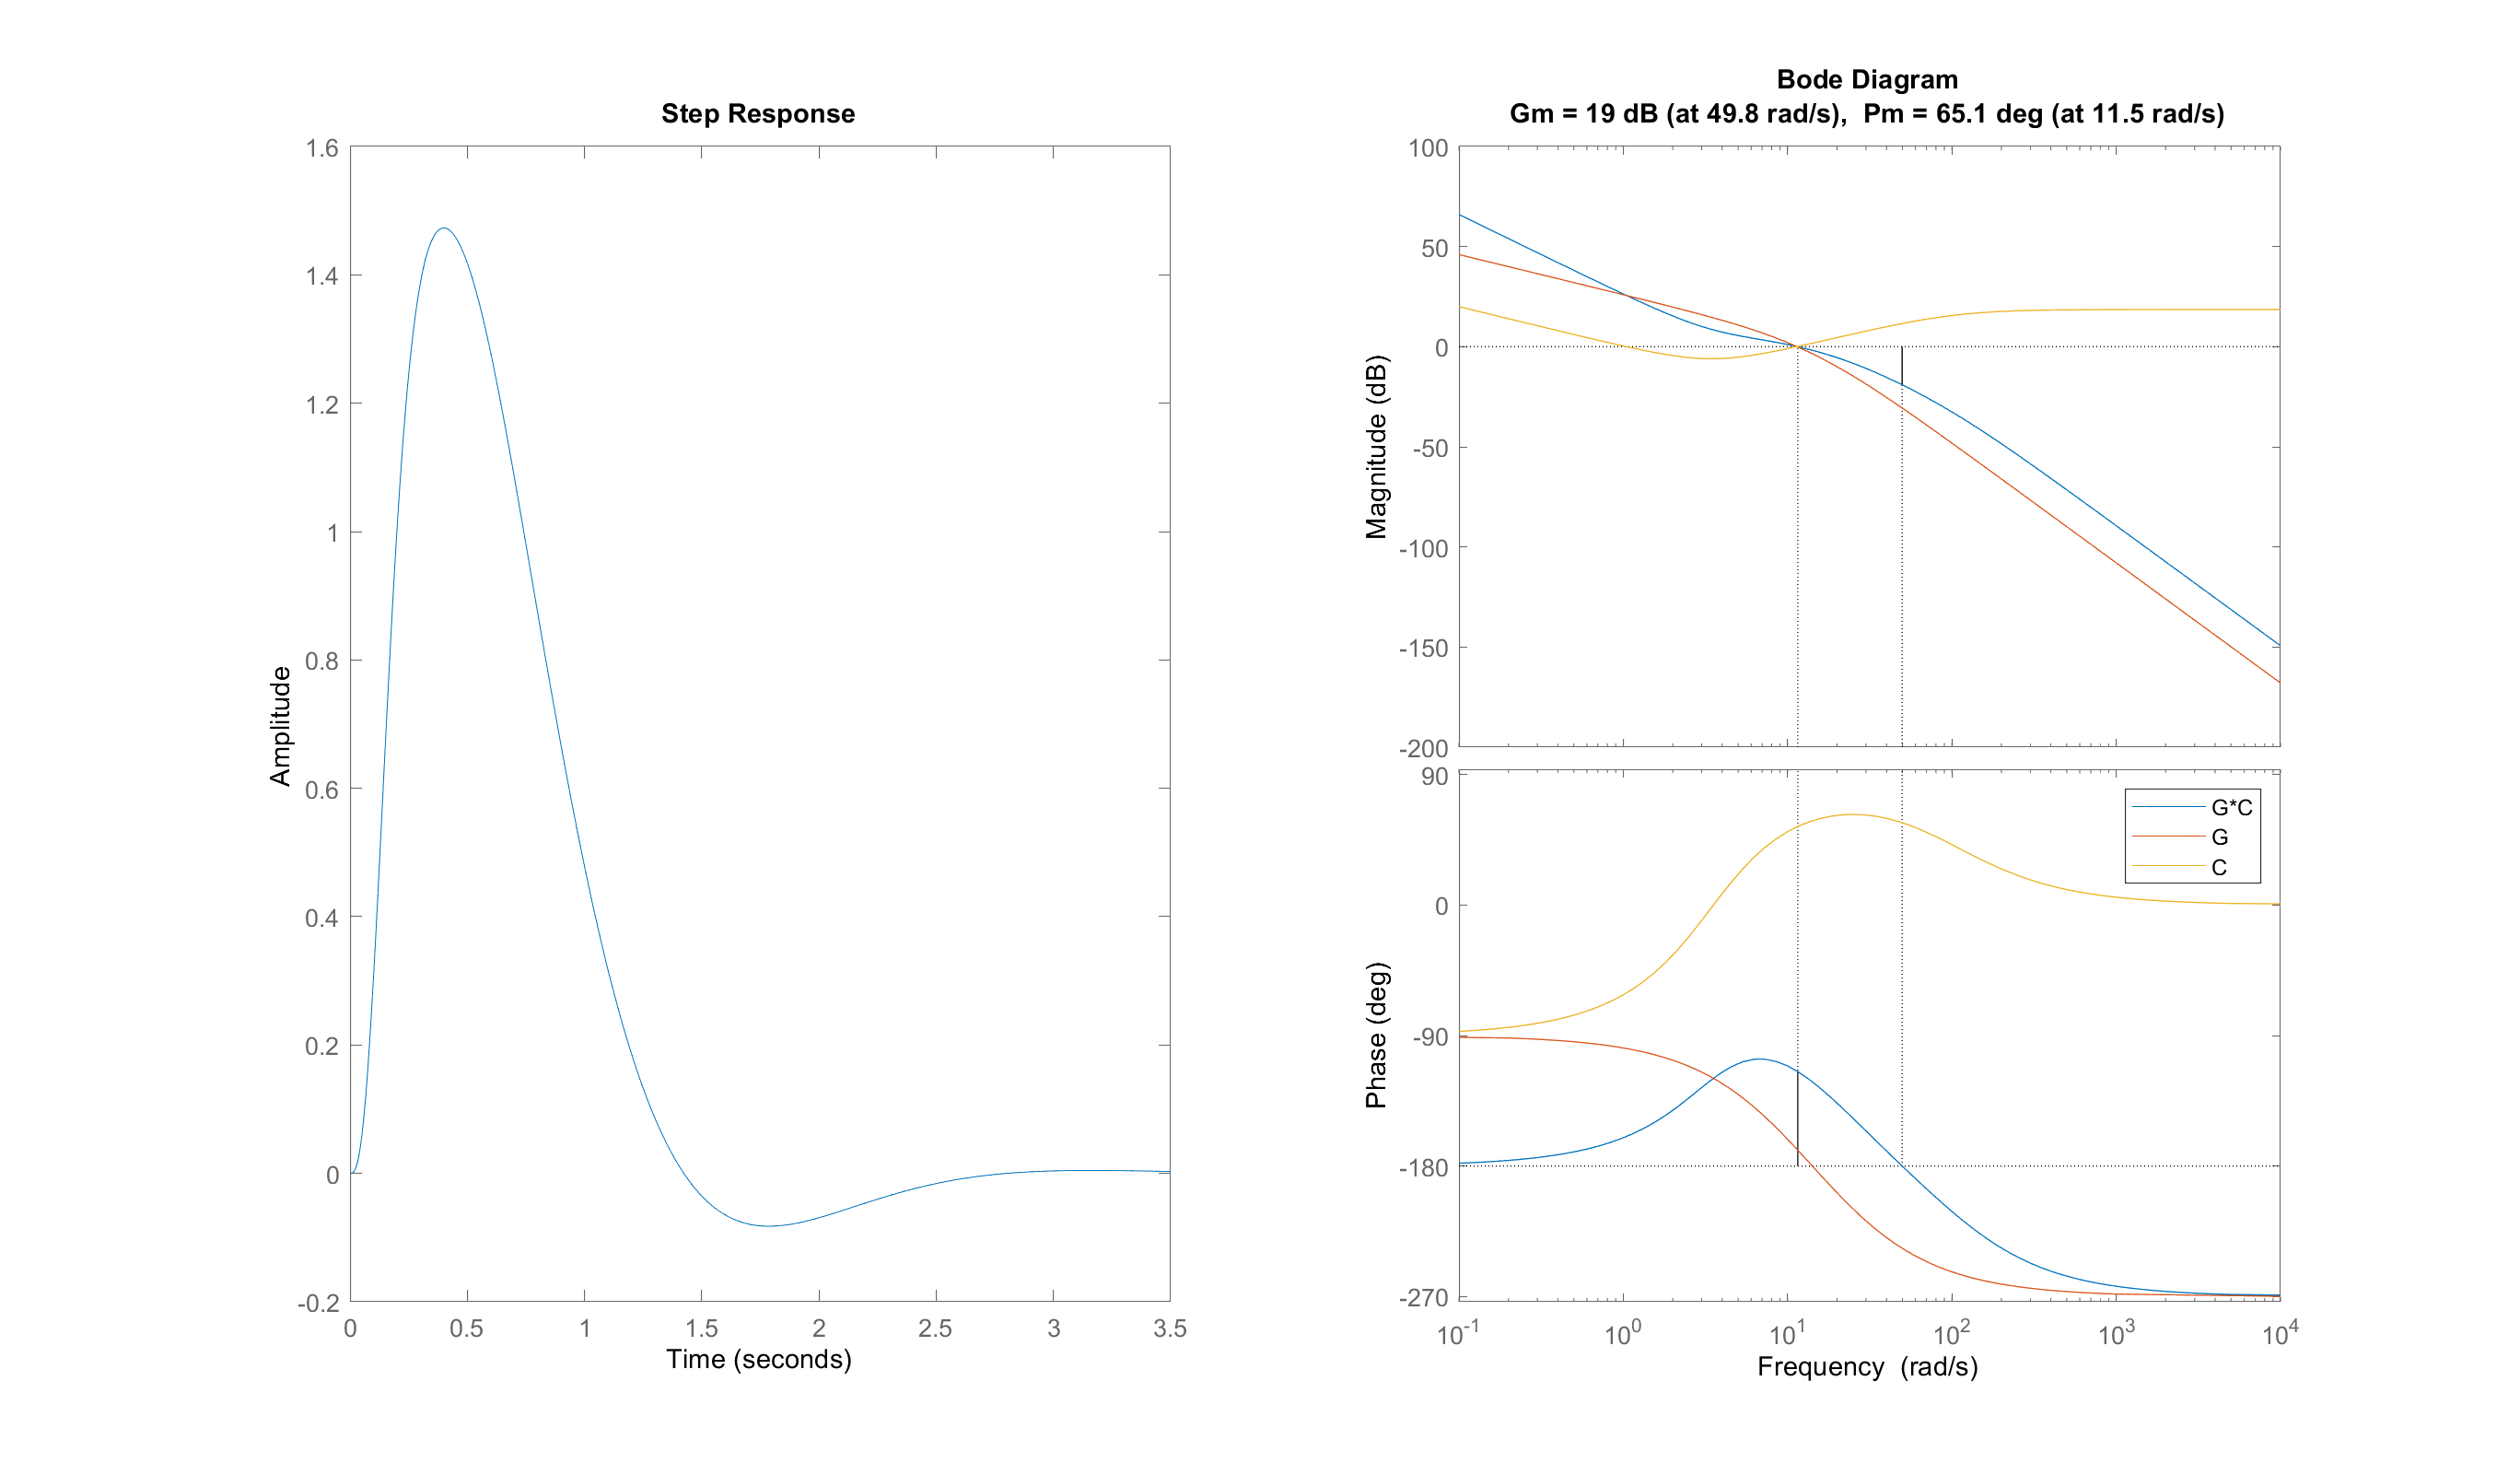 Step Response
1.6
1.4
1.2
1
0.8
0.6
0.4
0.2
0
-0.2
Amplitude
0 0.5 1 1.5 2 2.5 3 3.5
Time (seconds)
Bode Diagram
Gm = 19 dB (at 49.8 rad/s), Pm = 65.1 deg (at 11.5 rad/s)
100
50
0
-50
-100
-150
-200
Magnitude (dB)
90
0
-90
-180
-270
Phase (deg)
G*C
G
C
10^-1 10^0 10^1 10^2 10^3 10^4
Frequency (rad/s)